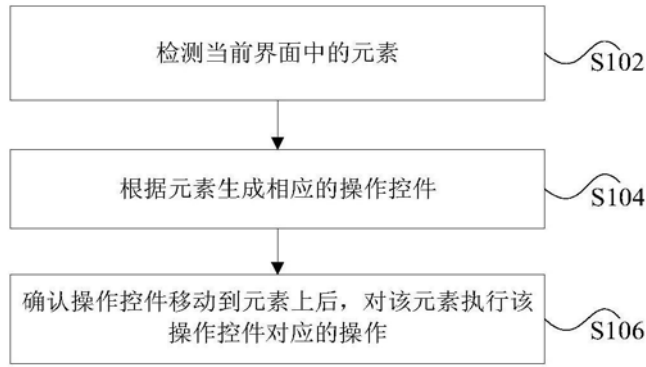 检测当前界面中的元素
S102
根据元素生成相应的操作控件
S104
确认操作控件移动到元素上后，对该元素执行该
操作控件对应的操作
S106